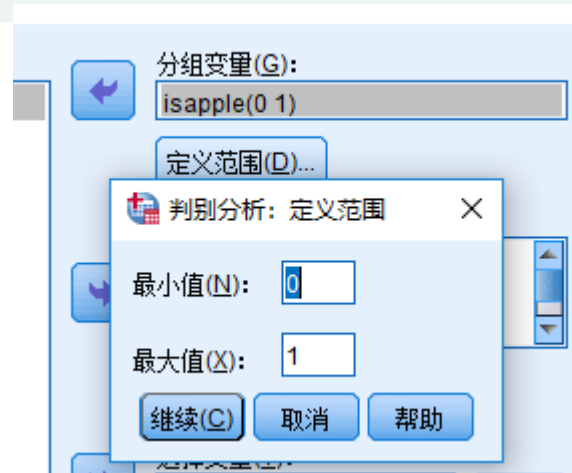 分组变量(G):
isapple(0 1)
定义范围(D)...
判别分析: 定义范围
最小值(N):
0
最大值(X):
1
继续(C)
取消
帮助